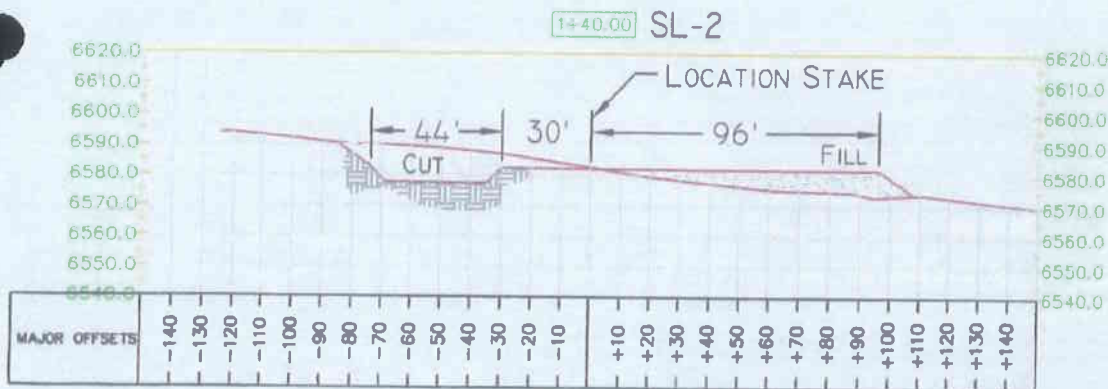 1+40.00 SL-2
6620.0 6620.0
6610.0 LOCATION STAKE 6610.0
6600.0 6600.0
44' 30' 96'
6590.0 CUT FILL 6590.0
6580.0 6580.0
6570.0 6570.0
6560.0 6560.0
6550.0 6550.0
6540.0 6540.0
MAJOR OFFSETS -140 -130 -120 -110 -100 -90 -80 -70 -60 -50 -40 -30 -20 -10 +10 +20 +30 +40 +50 +60 +70 +80 +90 +100 +110 +120 +130 +140